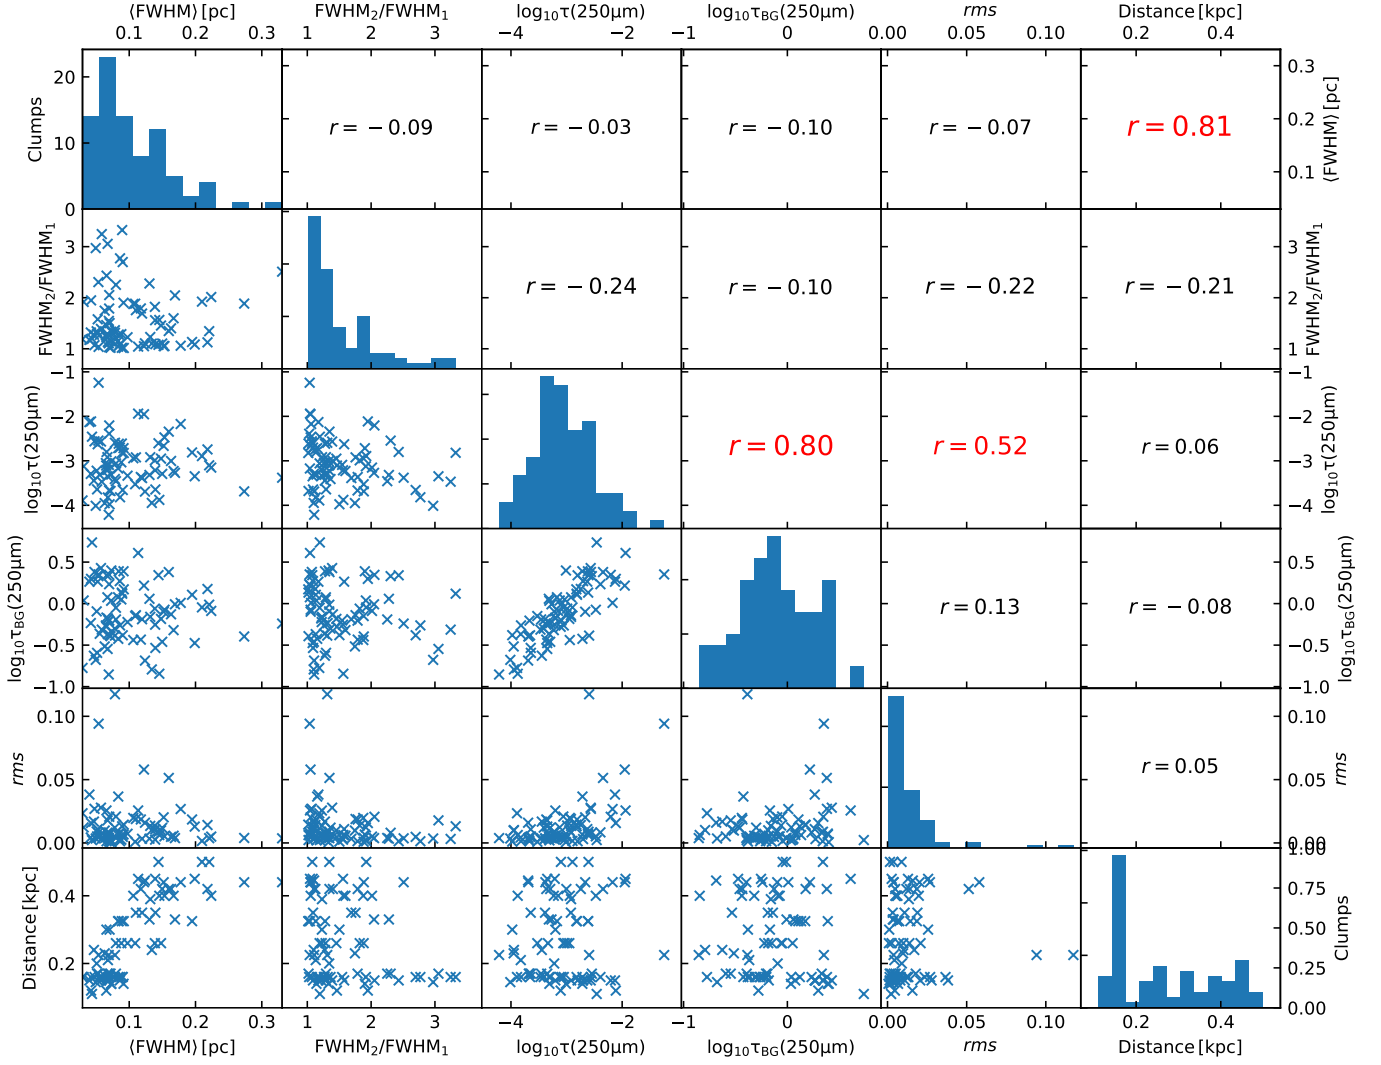 ⟨FWHM⟩ [pc] FWHM₂/FWHM₁ log₁₀τ(250μm) log₁₀τ_BG(250μm) rms Distance [kpc]
0.1 0.2 0.3 1 2 3 −4 −2 −1 0 0.00 0.05 0.10 0.2 0.4
Clumps 20 10 0 r = −0.09 r = −0.03 r = −0.10 r = −0.07 r = 0.81 0.3 0.2 0.1 ⟨FWHM⟩ [pc]
FWHM₂/FWHM₁ 3 2 1 r = −0.24 r = −0.10 r = −0.22 r = −0.21 3 2 1 FWHM₂/FWHM₁
log₁₀τ(250μm) −1 −2 −3 −4 r = 0.80 r = 0.52 r = 0.06 −1 −2 −3 −4 log₁₀τ(250μm)
log₁₀τ_BG(250μm) 0.5 0.0 −0.5 −1.0 r = 0.13 r = −0.08 0.5 0.0 −0.5 −1.0 log₁₀τ_BG(250μm)
rms 0.10 0.05 0.00 r = 0.05 0.10 0.05 0.00 rms
Distance [kpc] 0.4 0.2 1.00 0.75 0.50 0.25 0.00 Clumps
0.1 0.2 0.3 1 2 3 −4 −2 −1 0 0.00 0.05 0.10 0.2 0.4
⟨FWHM⟩ [pc] FWHM₂/FWHM₁ log₁₀τ(250μm) log₁₀τ_BG(250μm) rms Distance [kpc]